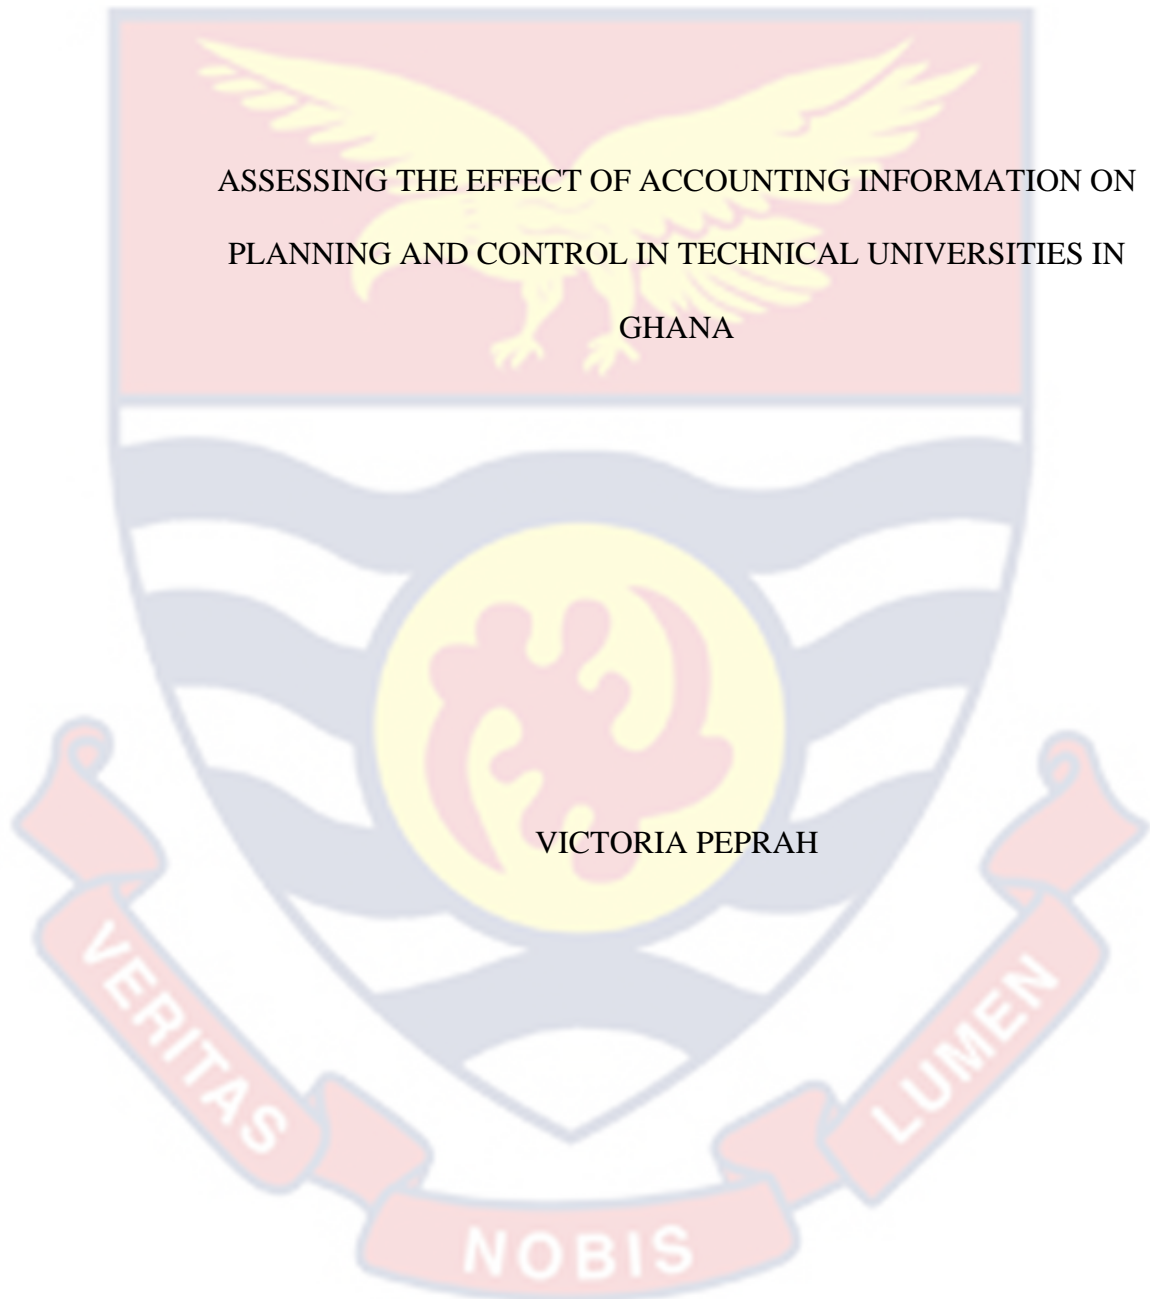 ASSESSING THE EFFECT OF ACCOUNTING INFORMATION ON
PLANNING AND CONTROL IN TECHNICAL UNIVERSITIES IN
GHANA
VICTORIA PEPRAH
VERITAS
NOBIS
LUMEN